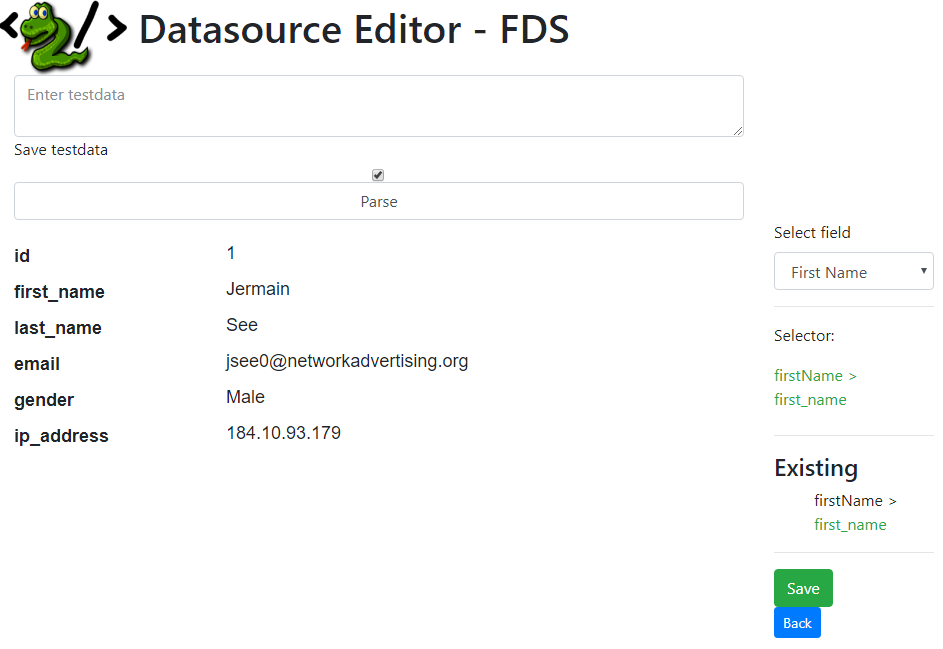 Datasource Editor - FDS
Enter testdata
Save testdata
Parse
id 1
first_name Jermain
last_name See
email jsee0@networkadvertising.org
gender Male
ip_address 184.10.93.179
Select field
First Name
Selector:
firstName >
first_name
Existing
firstName >
first_name
Save
Back